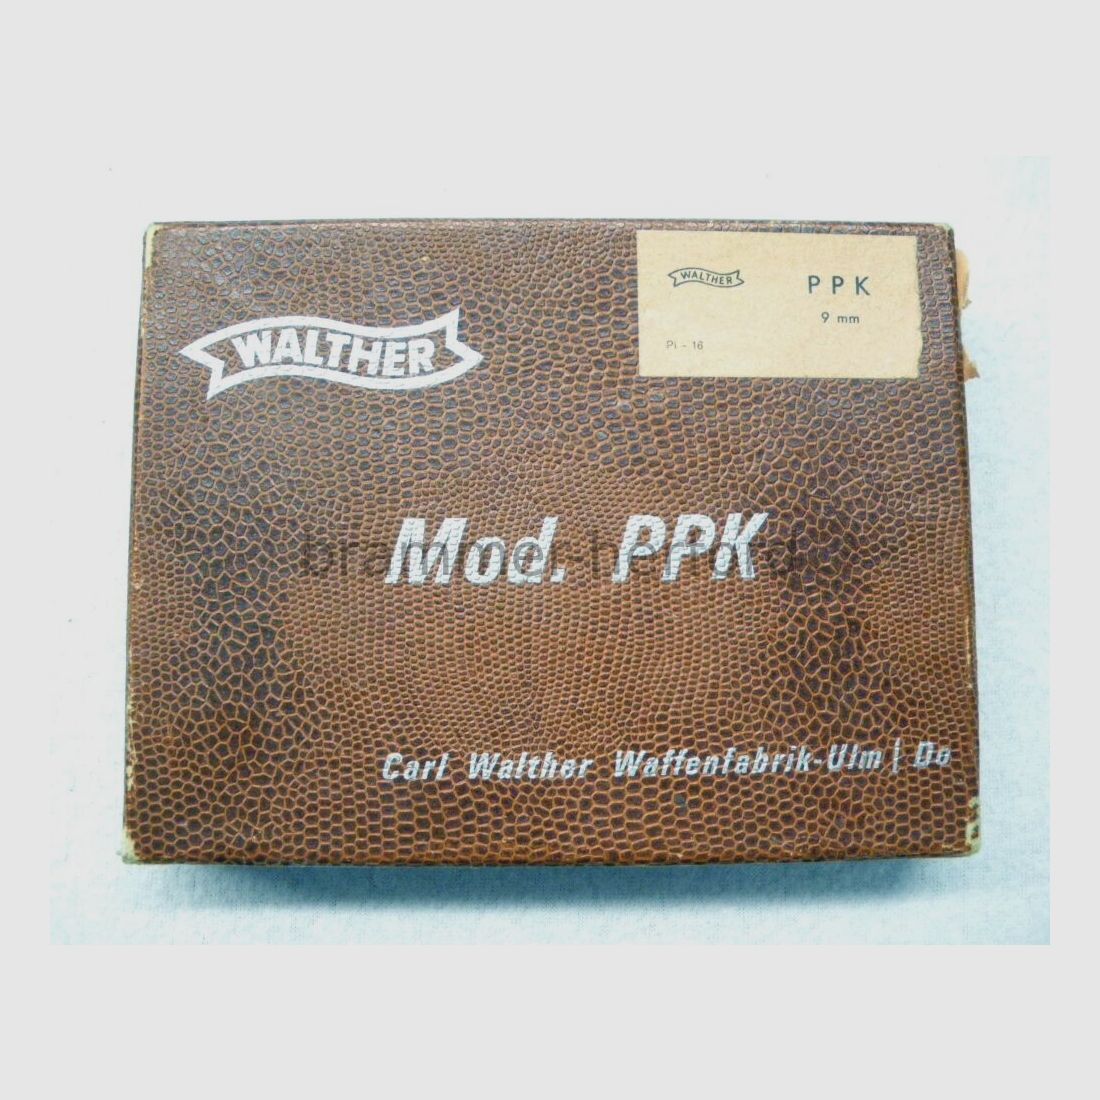 WALTHER
WALTHER
PPK
9 mm
Pi - 16
Mod. PPK
Carl Walther Waffenfabrik-Ulm / Do